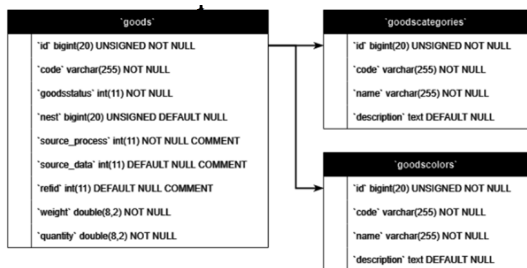 `goods`
`id` bigint(20) UNSIGNED NOT NULL
`code` varchar(255) NOT NULL
`goodsstatus` int(11) NOT NULL
`nest` bigint(20) UNSIGNED DEFAULT NULL
`source_process` int(11) NOT NULL COMMENT
`source_data` int(11) DEFAULT NULL COMMENT
`refid` int(11) DEFAULT NULL COMMENT
`weight` double(8,2) NOT NULL
`quantity` double(8,2) NOT NULL
`goodscategories`
`id` bigint(20) UNSIGNED NOT NULL
`code` varchar(255) NOT NULL
`name` varchar(255) NOT NULL
`description` text DEFAULT NULL
`goodscolors`
`id` bigint(20) UNSIGNED NOT NULL
`code` varchar(255) NOT NULL
`name` varchar(255) NOT NULL
`description` text DEFAULT NULL